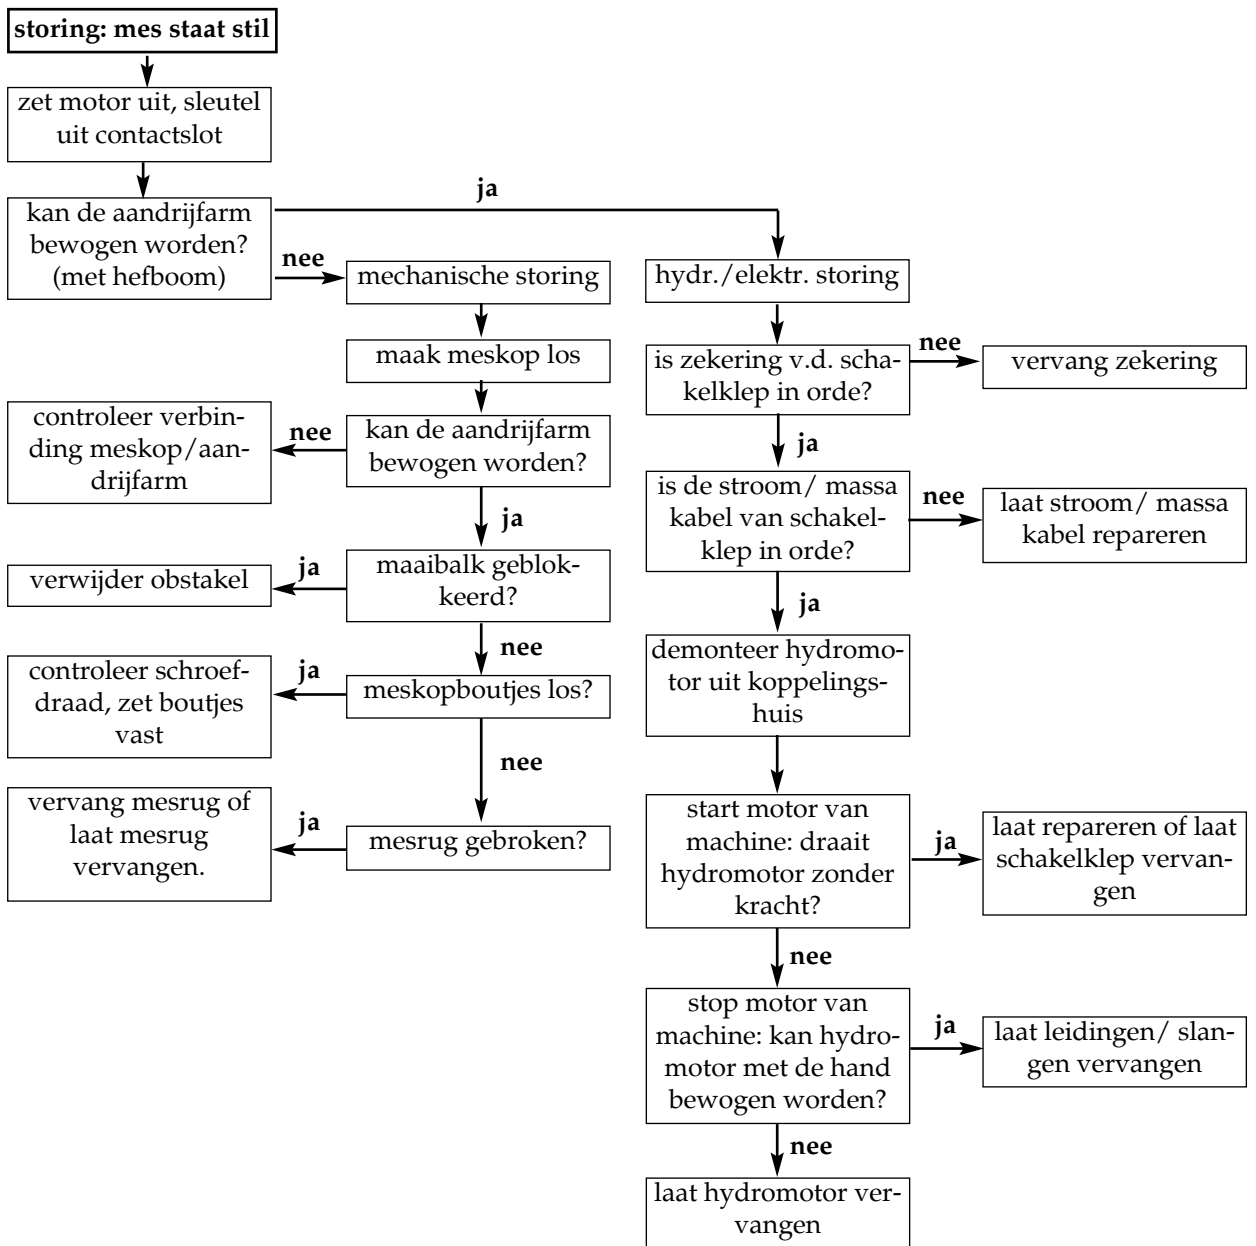 storing: mes staat stil
zet motor uit, sleutel
uit contactslot
kan de aandrijfarm
bewogen worden?
(met hefboom)
ja
nee
mechanische storing
maak meskop los
kan de aandrijfarm
bewogen worden?
nee
controleer verbin-
ding meskop/aan-
drijfarm
ja
maaibalk geblok-
keerd?
ja
verwijder obstakel
nee
meskopboutjes los?
ja
controleer schroef-
draad, zet boutjes
vast
nee
mesrug gebroken?
ja
vervang mesrug of
laat mesrug
vervangen.
hydr./elektr. storing
is zekering v.d. scha-
kelklep in orde?
nee
vervang zekering
ja
is de stroom/ massa
kabel van schakel-
klep in orde?
nee
laat stroom/ massa
kabel repareren
ja
demonteer hydromo-
tor uit koppelings-
huis
start motor van
machine: draait
hydromotor zonder
kracht?
ja
laat repareren of laat
schakelklep vervan-
gen
nee
stop motor van
machine: kan hydro-
motor met de hand
bewogen worden?
ja
laat leidingen/ slan-
gen vervangen
nee
laat hydromotor ver-
vangen